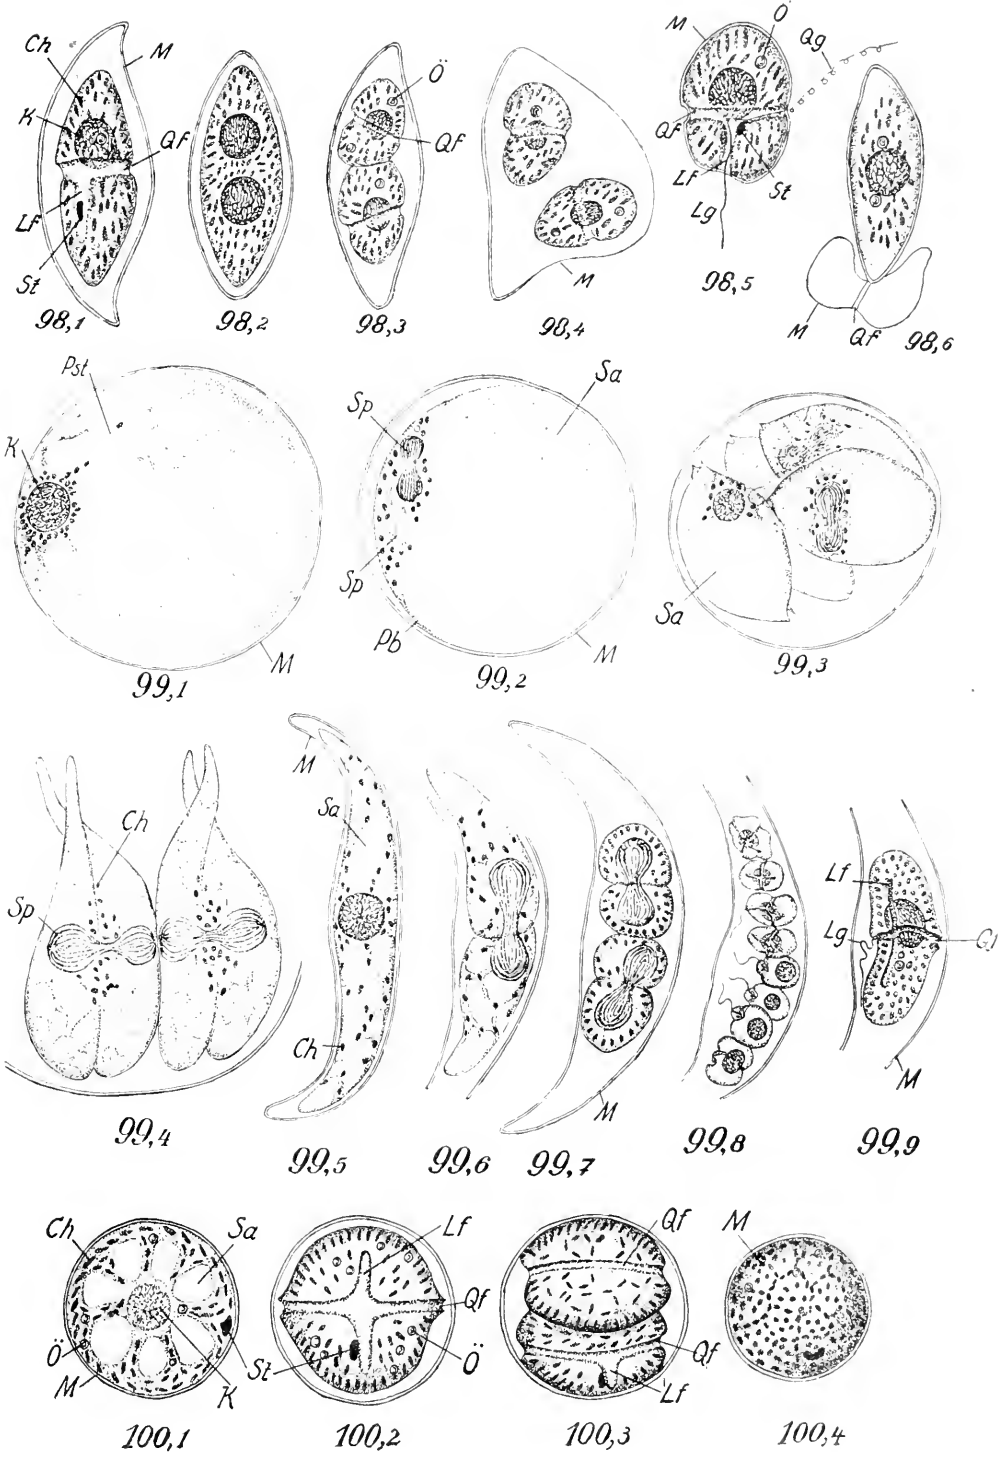 Ch
M
K
Qf
Lf
St
98,1
98,2
Ö
Qf
98,3
M
98,4
M
Ö
Qg
Qf
Lf
St
Lg
98,5
M
Qf
98,6
Pst
K
M
99,1
Sp
Sa
Sp
Pb
M
99,2
Sa
99,3
Ch
Sp
99,4
M
Sa
Ch
99,5
99,6
M
99,7
99,8
Lf
Lg
Gl
M
99,9
Ch
Sa
Ö
M
K
St
100,1
Lf
Qf
Ö
100,2
Qf
Qf
Lf
100,3
M
100,4